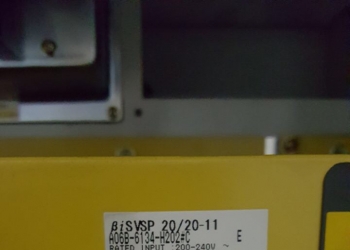 βiSVSP 20/20-11
A06B-6134-H202#C E
RATED INPUT :200-240V ~